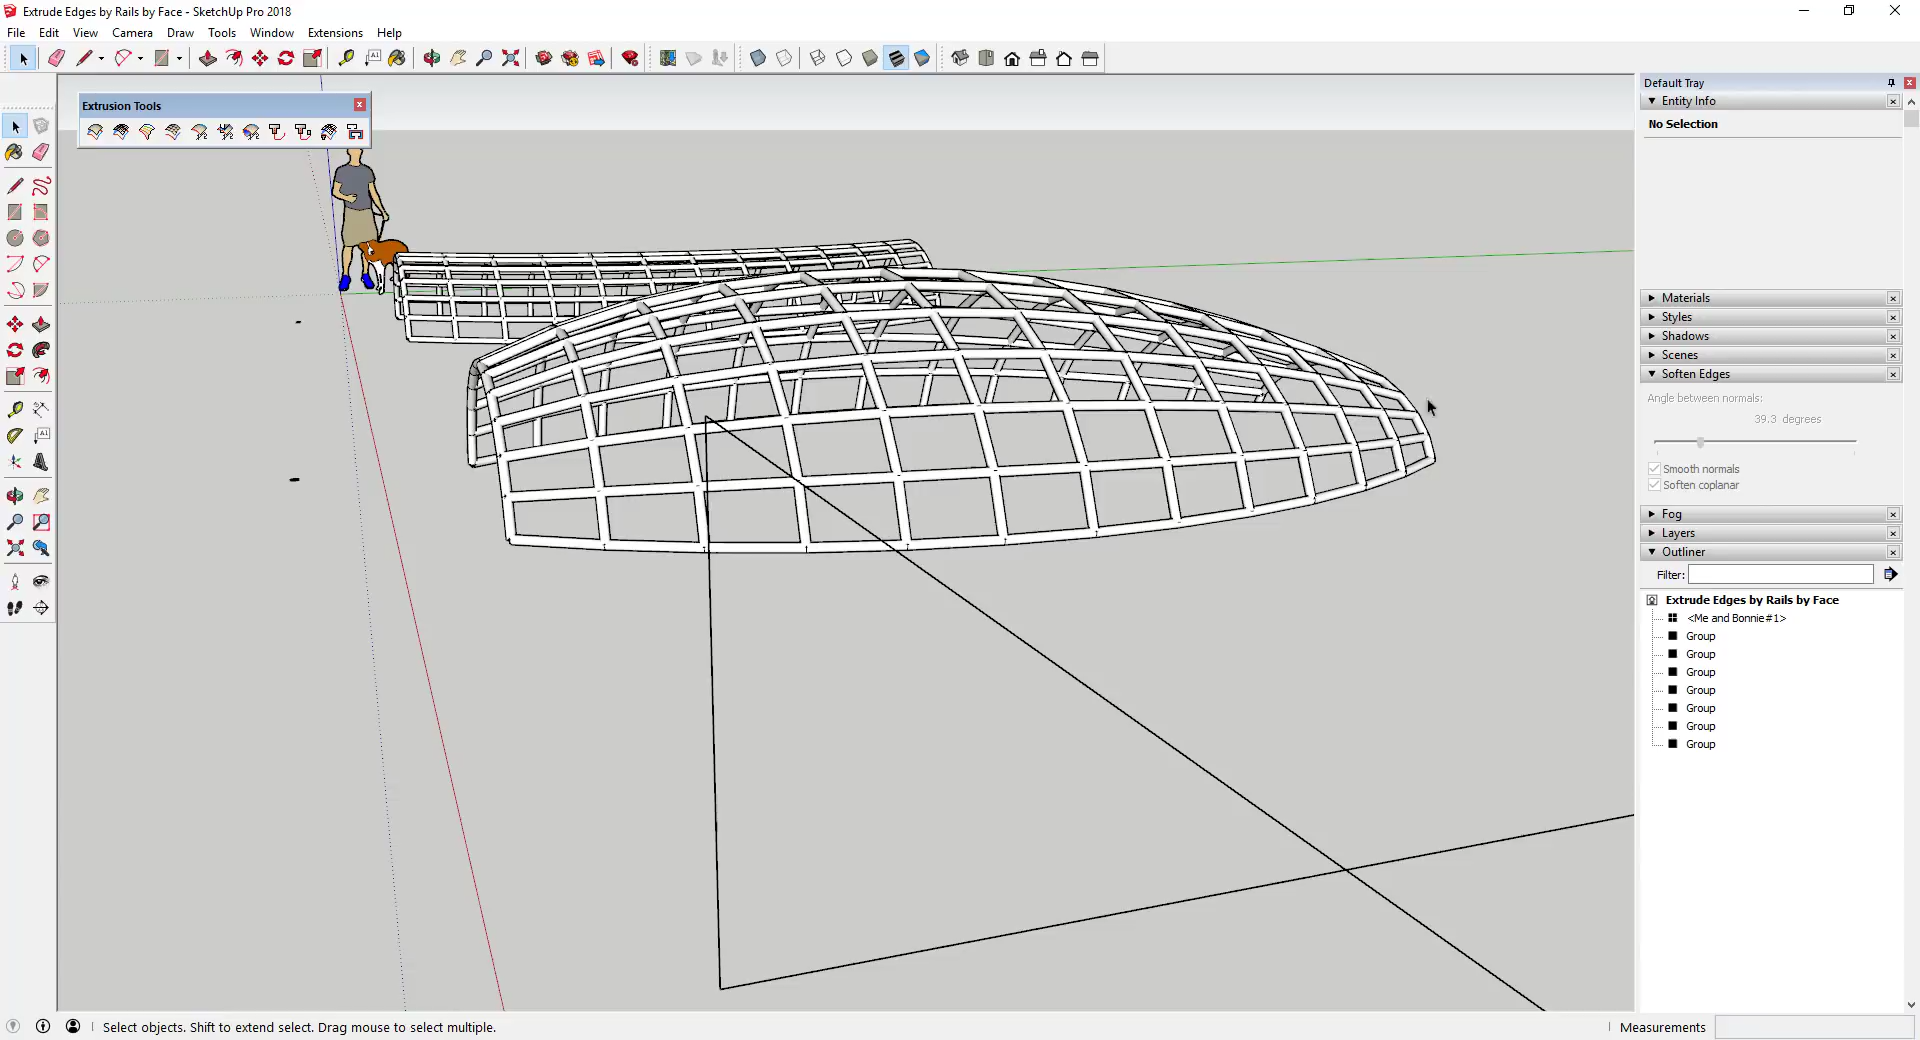 Extrude Edges by Rails by Face - SketchUp Pro 2018
File Edit View Camera Draw Tools Window Extensions Help
Extrusion Tools
Default Tray
Entity Info
No Selection
Materials
Styles
Shadows
Scenes
Soften Edges
Angle between normals:
39.3 degrees
Smooth normals
Soften coplanar
Fog
Layers
Outliner
Filter:
Extrude Edges by Rails by Face
<Me and Bonnie#1>
Group
Group
Group
Group
Group
Group
Group
Select objects. Shift to extend select. Drag mouse to select multiple.
Measurements